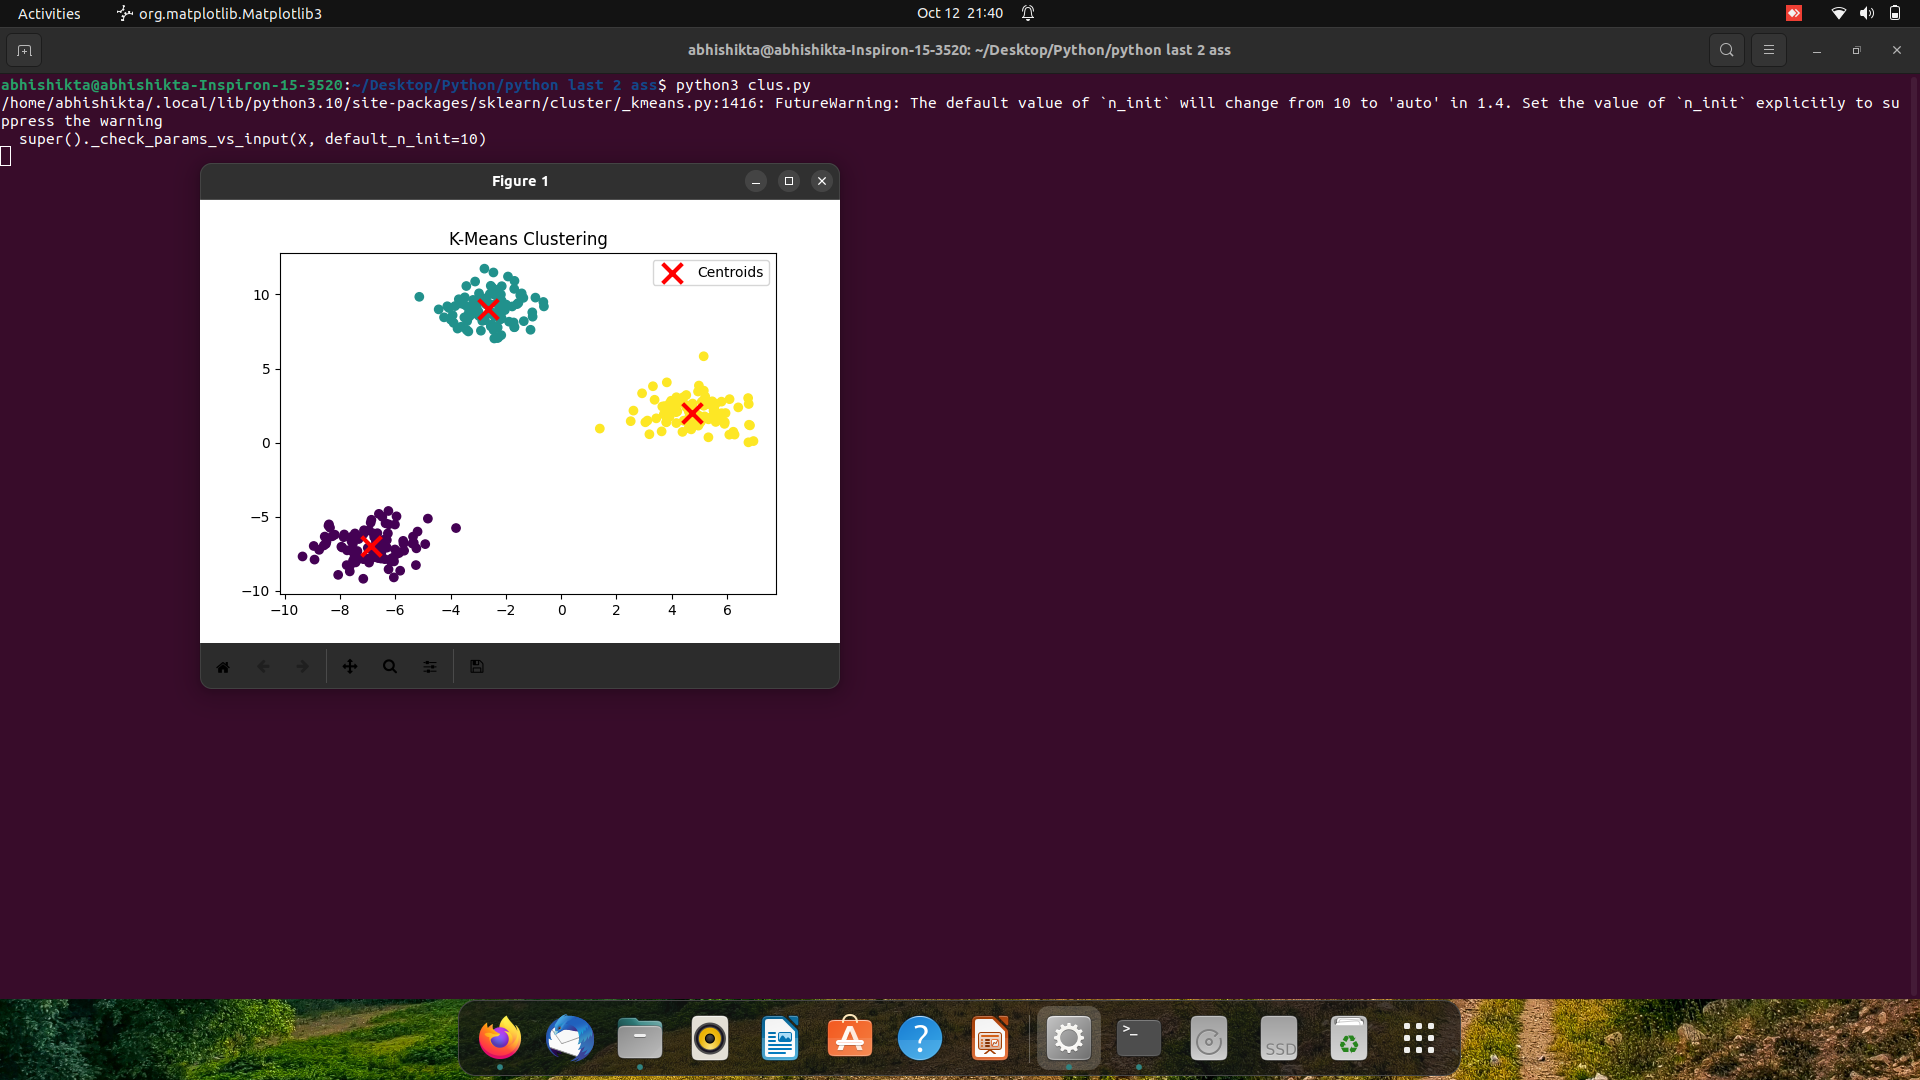 Activities
org.matplotlib.Matplotlib3
Oct 12 21:40
abhishikta@abhishikta-Inspiron-15-3520: ~/Desktop/Python/python last 2 ass
abhishikta@abhishikta-Inspiron-15-3520:~/Desktop/Python/python last 2 ass$ python3 clus.py
/home/abhishikta/.local/lib/python3.10/site-packages/sklearn/cluster/_kmeans.py:1416: FutureWarning: The default value of `n_init` will change from 10 to 'auto' in 1.4. Set the value of `n_init` explicitly to su
ppress the warning
  super()._check_params_vs_input(X, default_n_init=10)
Figure 1
K-Means Clustering
Centroids
10
5
0
−5
−10
−10 −8 −6 −4 −2 0 2 4 6
>_
SSD